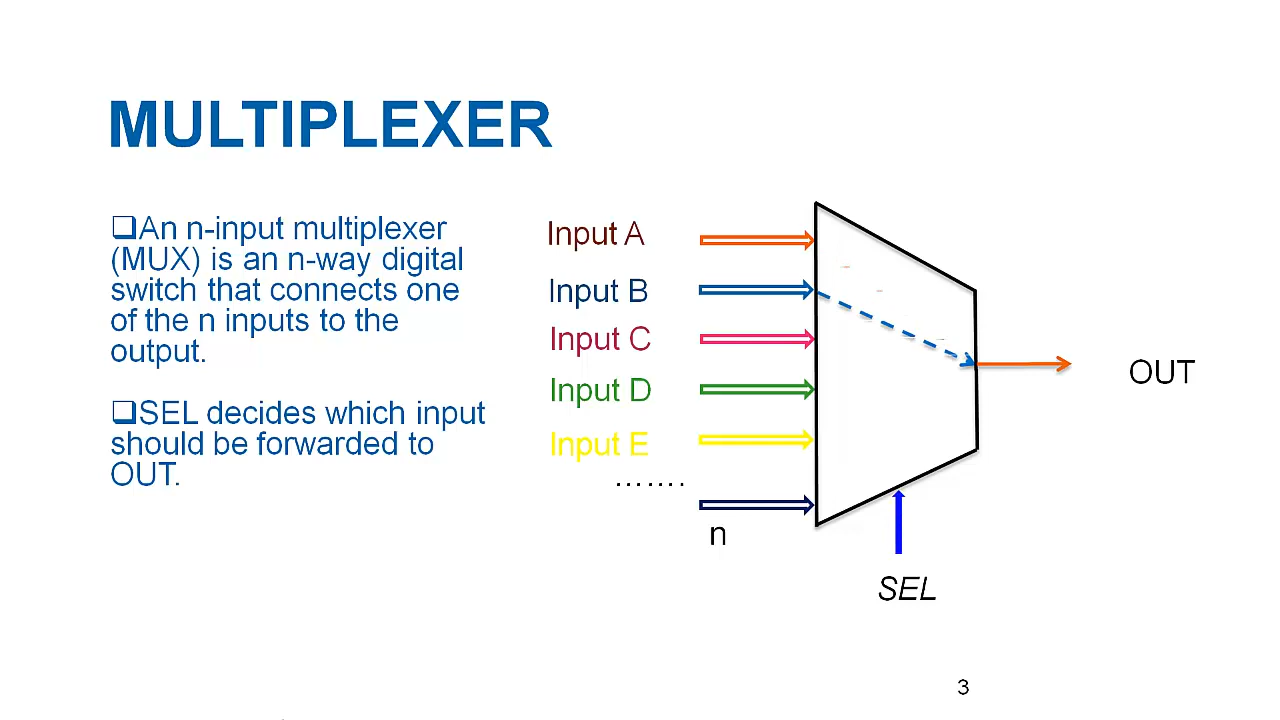 MULTIPLEXER
❑An n-input multiplexer
(MUX) is an n-way digital
switch that connects one
of the n inputs to the
output.
❑SEL decides which input
should be forwarded to
OUT.
Input A
Input B
Input C
Input D
Input E
.......
n
OUT
SEL
3